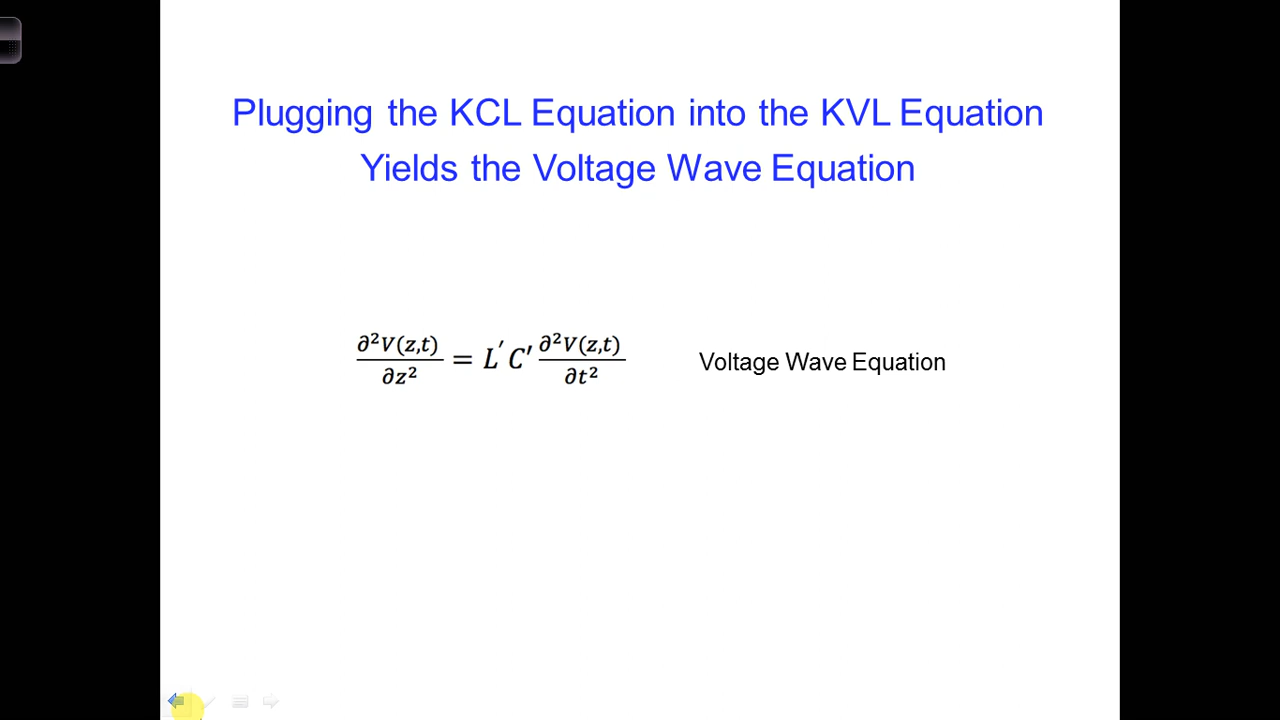 Plugging the KCL Equation into the KVL Equation
Yields the Voltage Wave Equation
∂²V(z,t)/∂z² = L′C′ ∂²V(z,t)/∂t² Voltage Wave Equation